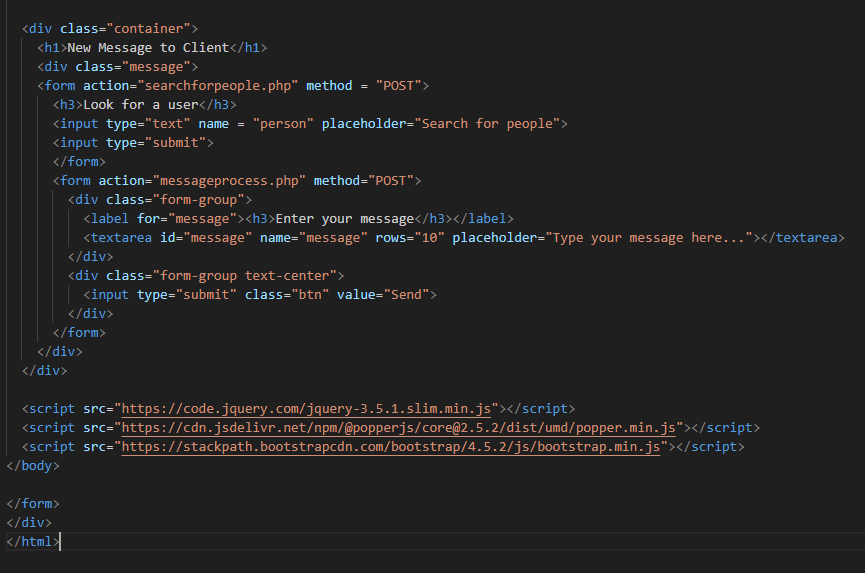 <div class="container">
<h1>New Message to Client</h1>
<div class="message">
<form action="searchforpeople.php" method = "POST">
<h3>Look for a user</h3>
<input type="text" name = "person" placeholder="Search for people">
<input type="submit">
</form>
<form action="messageprocess.php" method="POST">
<div class="form-group">
<label for="message"><h3>Enter your message</h3></label>
<textarea id="message" name="message" rows="10" placeholder="Type your message here..."></textarea>
</div>
<div class="form-group text-center">
<input type="submit" class="btn" value="Send">
</div>
</form>
</div>
</div>
<script src="https://code.jquery.com/jquery-3.5.1.slim.min.js"></script>
<script src="https://cdn.jsdelivr.net/npm/@popperjs/core@2.5.2/dist/umd/popper.min.js"></script>
<script src="https://stackpath.bootstrapcdn.com/bootstrap/4.5.2/js/bootstrap.min.js"></script>
</body>
</form>
</div>
</html>